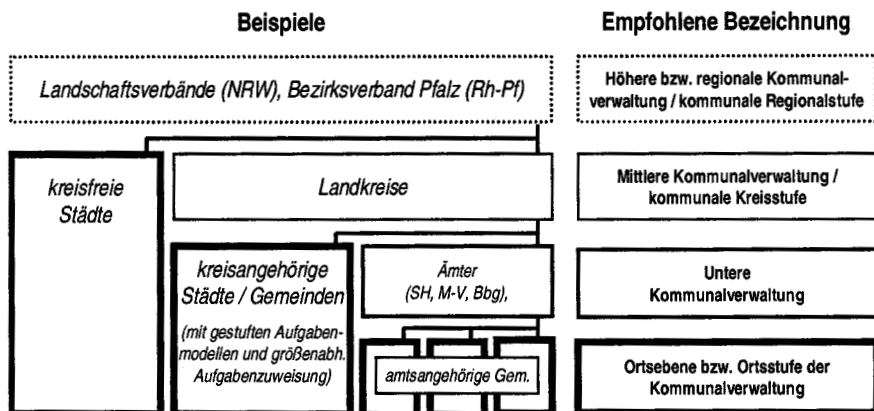 Beispiele
Empfohlene Bezeichnung
Landschaftsverbände (NRW), Bezirksverband Pfalz (Rh-Pf)
Höhere bzw. regionale Kommunal-
verwaltung / kommunale Regionalstufe
kreisfreie
Städte
Landkreise
Mittlere Kommunalverwaltung /
kommunale Kreisstufe
kreisangehörige
Städte / Gemeinden
(mit gestuften Aufgaben-
modellen und größenabh.
Aufgabenzuweisung)
Ämter
(SH, M-V, Bbg),
Untere
Kommunalverwaltung
amtsangehörige Gem.
Ortsebene bzw. Ortsstufe der
Kommunalverwaltung